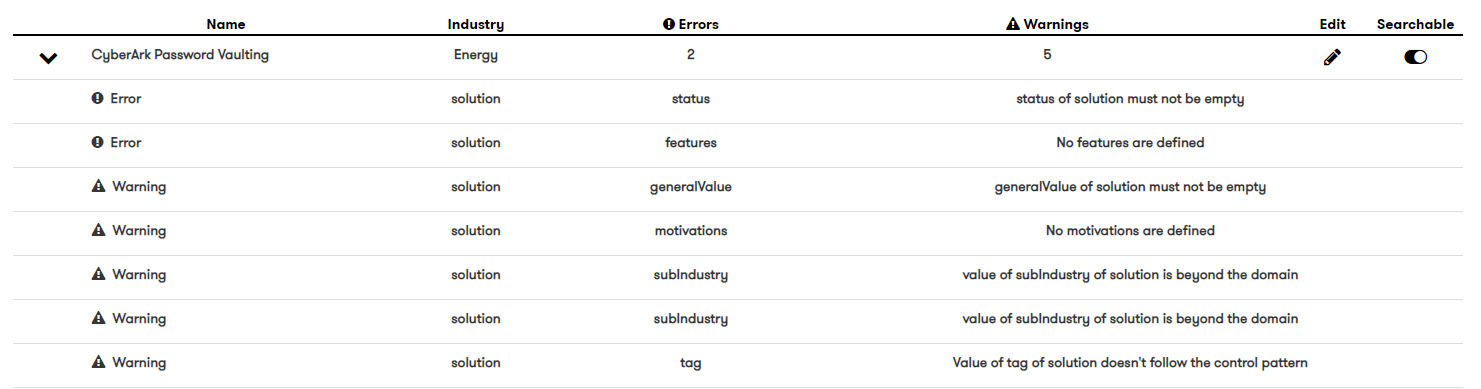 Name Industry Errors Warnings Edit Searchable
CyberArk Password Vaulting Energy 2 5
Error solution status status of solution must not be empty
Error solution features No features are defined
Warning solution generalValue generalValue of solution must not be empty
Warning solution motivations No motivations are defined
Warning solution subIndustry value of subIndustry of solution is beyond the domain
Warning solution subIndustry value of subIndustry of solution is beyond the domain
Warning solution tag Value of tag of solution doesn't follow the control pattern